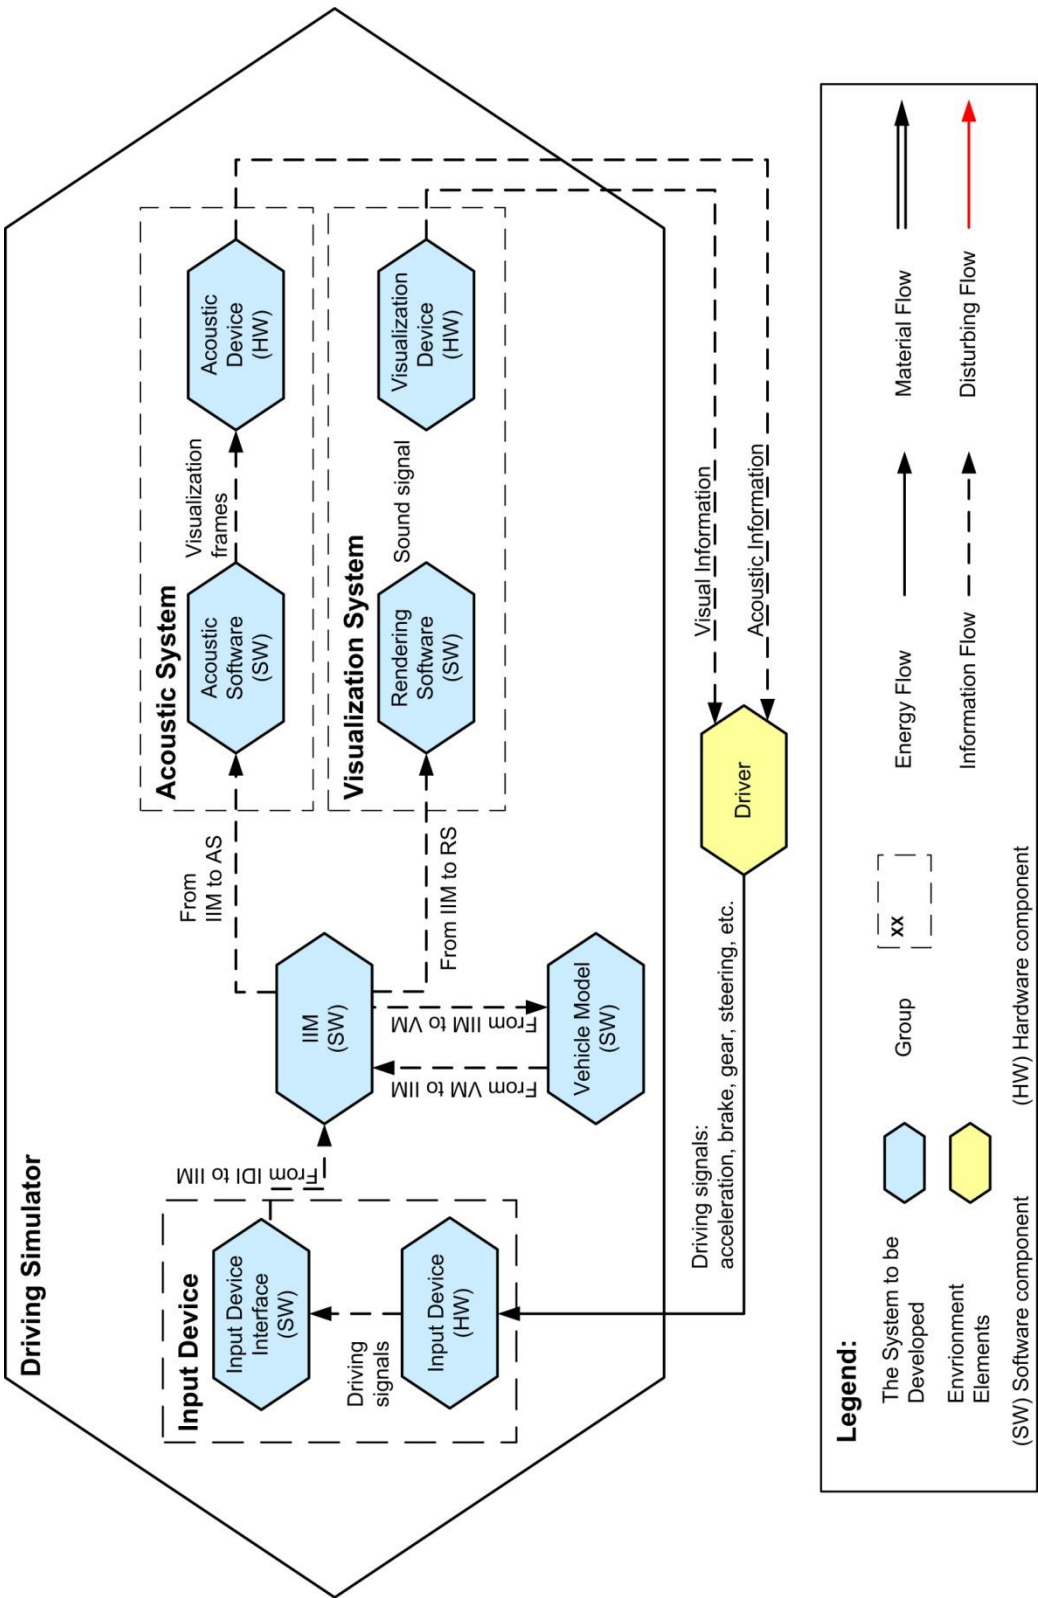 Driving Simulator
Input Device
Input Device
Interface
(SW)
Driving
signals
Input Device
(HW)
From IDI to IIM
IIM
(SW)
From VM to IIM
From IIM to VM
Vehicle Model
(SW)
From
IIM to AS
From IIM to RS
Acoustic System
Acoustic
Software
(SW)
Visualization
frames
Acoustic
Device
(HW)
Visualization System
Rendering
Software
(SW)
Sound signal
Visualization
Device
(HW)
Driving signals:
acceleration, brake, gear, steering, etc.
Driver
Visual Information
Acoustic Information
Legend:
The System to be
Developed
Group
xx
Energy Flow
Material Flow
Envrionment
Elements
Information Flow
Disturbing Flow
(SW) Software component
(HW) Hardware component